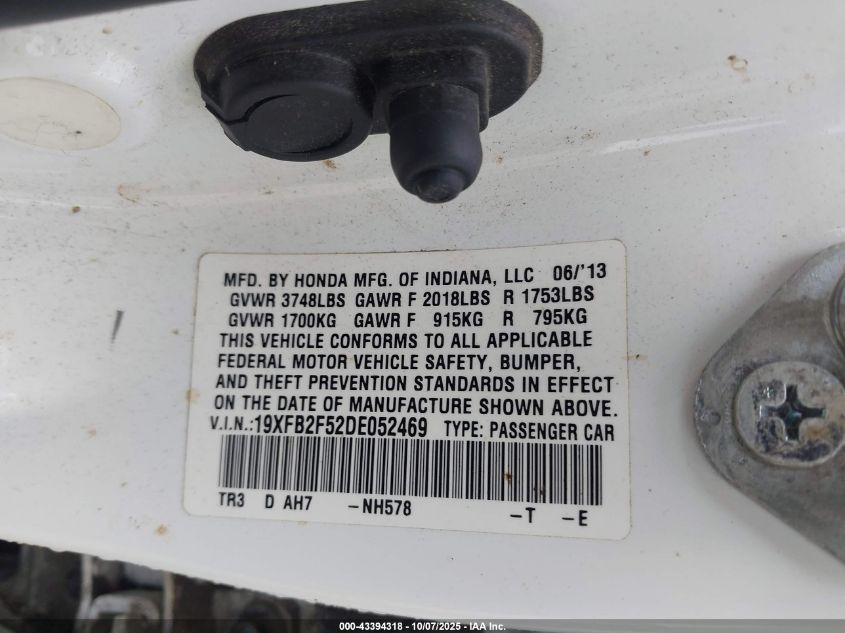 MFD. BY HONDA MFG. OF INDIANA, LLC 06/'13
GVWR 3748LBS GAWR F 2018LBS R 1753LBS
GVWR 1700KG GAWR F 915KG R 795KG
THIS VEHICLE CONFORMS TO ALL APPLICABLE
FEDERAL MOTOR VEHICLE SAFETY, BUMPER,
AND THEFT PREVENTION STANDARDS IN EFFECT
ON THE DATE OF MANUFACTURE SHOWN ABOVE.
V.I.N.:19XFB2F52DE052469 TYPE: PASSENGER CAR
TR3 D AH7 -NH578 -T -E
000-43394318 - 10/07/2025 - IAA Inc.